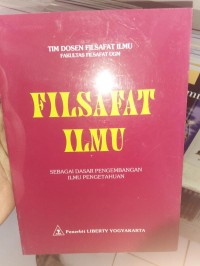 TIM DOSEN FILSAFAT ILMU
FAKULTAS FILSAFAT UGM
FILSAFAT
ILMU
SEBAGAI DASAR PENGEMBANGAN
ILMU PENGETAHUAN
Penerbit LIBERTY YOGYAKARTA